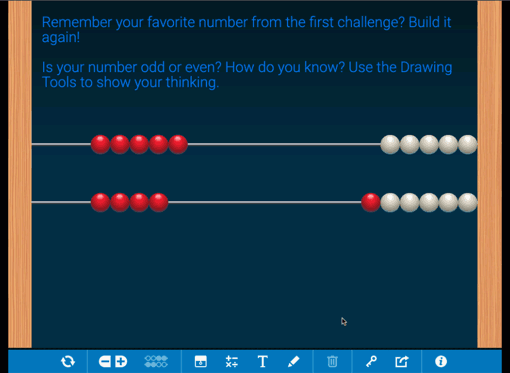 Remember your favorite number from the first challenge? Build it
again!
Is your number odd or even? How do you know? Use the Drawing
Tools to show your thinking.
T
i